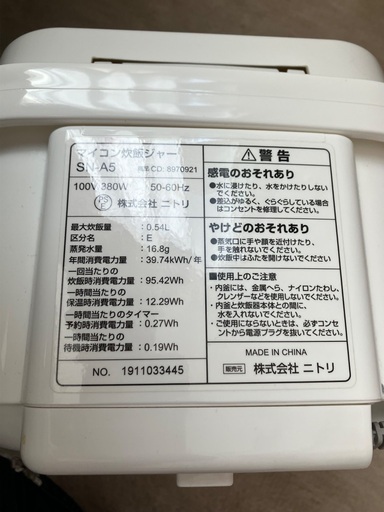 マイコン炊飯ジャー
SN-A5 商品CD: 8970921
100V 380W 50-60Hz
株式会社 ニトリ
最大炊飯量 : 0.54L
区分名 : E
蒸発水量 : 16.8g
年間消費電力量 : 39.74kWh/年
一回当たりの
炊飯時消費電力量 : 95.42Wh
一時間当たりの
保温時消費電力量 : 12.29Wh
一時間当たりのタイマー
予約時消費電力量 : 0.27Wh
一時間当たりの
待機時消費電力量 : 0.19Wh
NO. 1911033445
警告
感電のおそれあり
●水に浸けたり、水をかけたりしない
●差込がゆるく、ぐらぐらしている場合
はコンセントを修理してください。
やけどのおそれあり
●蒸気口に手や顔を近付けたり、
手を触れないでください。
●炊飯中はふたを開けないでください
■使用上のご注意
・内釜には、金属へら、ナイロンたわし、
クレンザーなどを使用しないでください。
・内釜と炊飯器本体との間に、
水が入らないようにしてください。
・ご使用にならないときは、必ずコンセ
ントから電源プラグを抜いてください。
MADE IN CHINA
販売元 株式会社 ニトリ